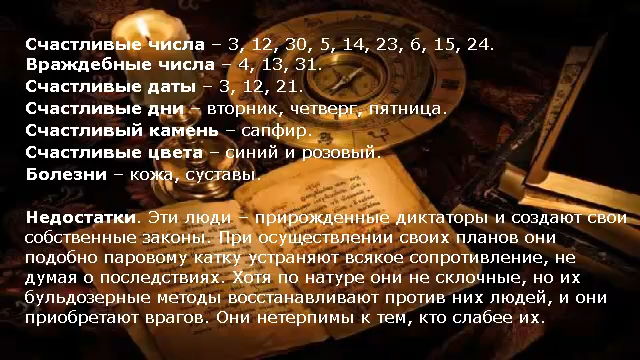 Счастливые числа – 3, 12, 30, 5, 14, 23, 6, 15, 24.
Враждебные числа – 4, 13, 31.
Счастливые даты – 3, 12, 21.
Счастливые дни – вторник, четверг, пятница.
Счастливый камень – сапфир.
Счастливые цвета – синий и розовый.
Болезни – кожа, суставы.
Недостатки. Эти люди – прирожденные диктаторы и создают свои
собственные законы. При осуществлении своих планов они
подобно паровому катку устраняют всякое сопротивление, не
думая о последствиях. Хотя по натуре они не склочные, но их
бульдозерные методы восстанавливают против них людей, и они
приобретают врагов. Они нетерпимы к тем, кто слабее их.